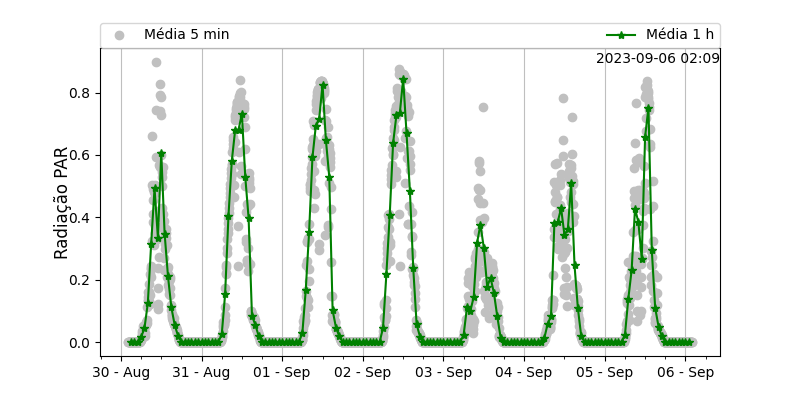 Média 5 min
Média 1 h
2023-09-06 02:09
Radiação PAR
0.8
0.6
0.4
0.2
0.0
30 - Aug
31 - Aug
01 - Sep
02 - Sep
03 - Sep
04 - Sep
05 - Sep
06 - Sep